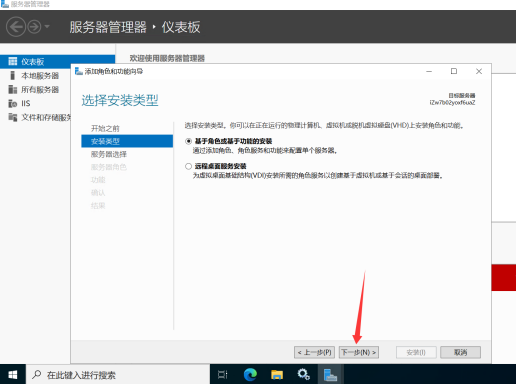 服务器管理器
服务器管理器 · 仪表板
仪表板
本地服务器
所有服务器
IIS
文件和存储服务
欢迎使用服务器管理器
添加角色和功能向导
选择安装类型
目标服务器
iZw7b02yoxf6uaZ
开始之前
安装类型
服务器选择
服务器角色
功能
确认
结果
选择安装类型。你可以在正在运行的物理计算机、虚拟机或脱机虚拟硬盘(VHD)上安装角色和功能。
基于角色或基于功能的安装
通过添加角色、角色服务和功能来配置单个服务器。
远程桌面服务安装
为虚拟桌面基础结构(VDI)安装所需的角色服务以创建基于虚拟机或基于会话的桌面部署。
< 上一步(P)
下一步(N) >
安装(I)
取消
在此键入进行搜索